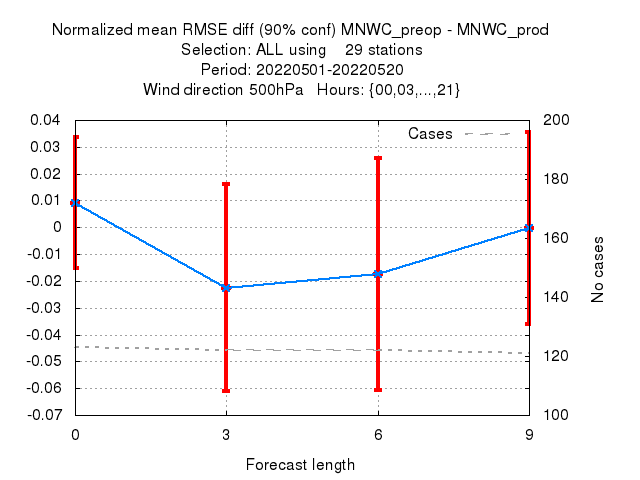 Normalized mean RMSE diff (90% conf) MNWC_preop - MNWC_prod
Selection: ALL using 29 stations
Period: 20220501-20220520
Wind direction 500hPa Hours: {00,03,...,21}
Cases
0.04
0.03
0.02
0.01
0
-0.01
-0.02
-0.03
-0.04
-0.05
-0.06
-0.07
200
180
160
140
120
100
No cases
0 3 6 9
Forecast length